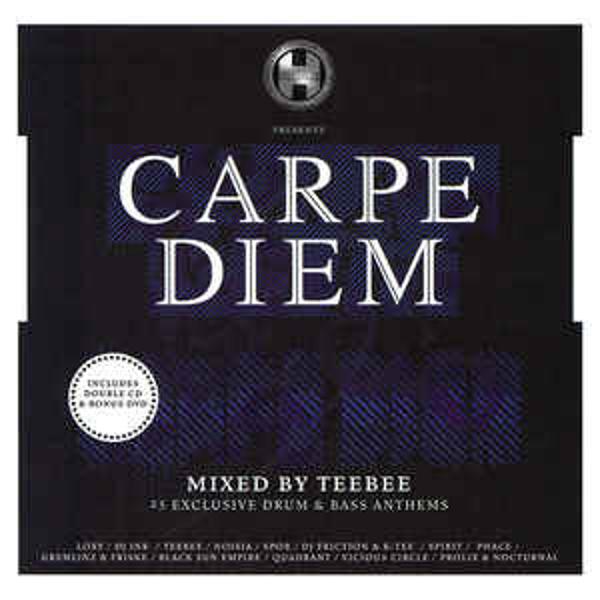 PRESENTS
CARPE
DIEM
INCLUDES
DOUBLE CD
& BONUS DVD
MIXED BY TEEBEE
25 EXCLUSIVE DRUM & BASS ANTHEMS
LOXY / DJ INK / TEEBEE / NOISIA / SPOR / DJ FRICTION & K-TEE / SPIRIT / PHACE /
GREMLINZ & FRISKE / BLACK SUN EMPIRE / QUADRANT / VICIOUS CIRCLE / PROLIX & NOCTURNAL